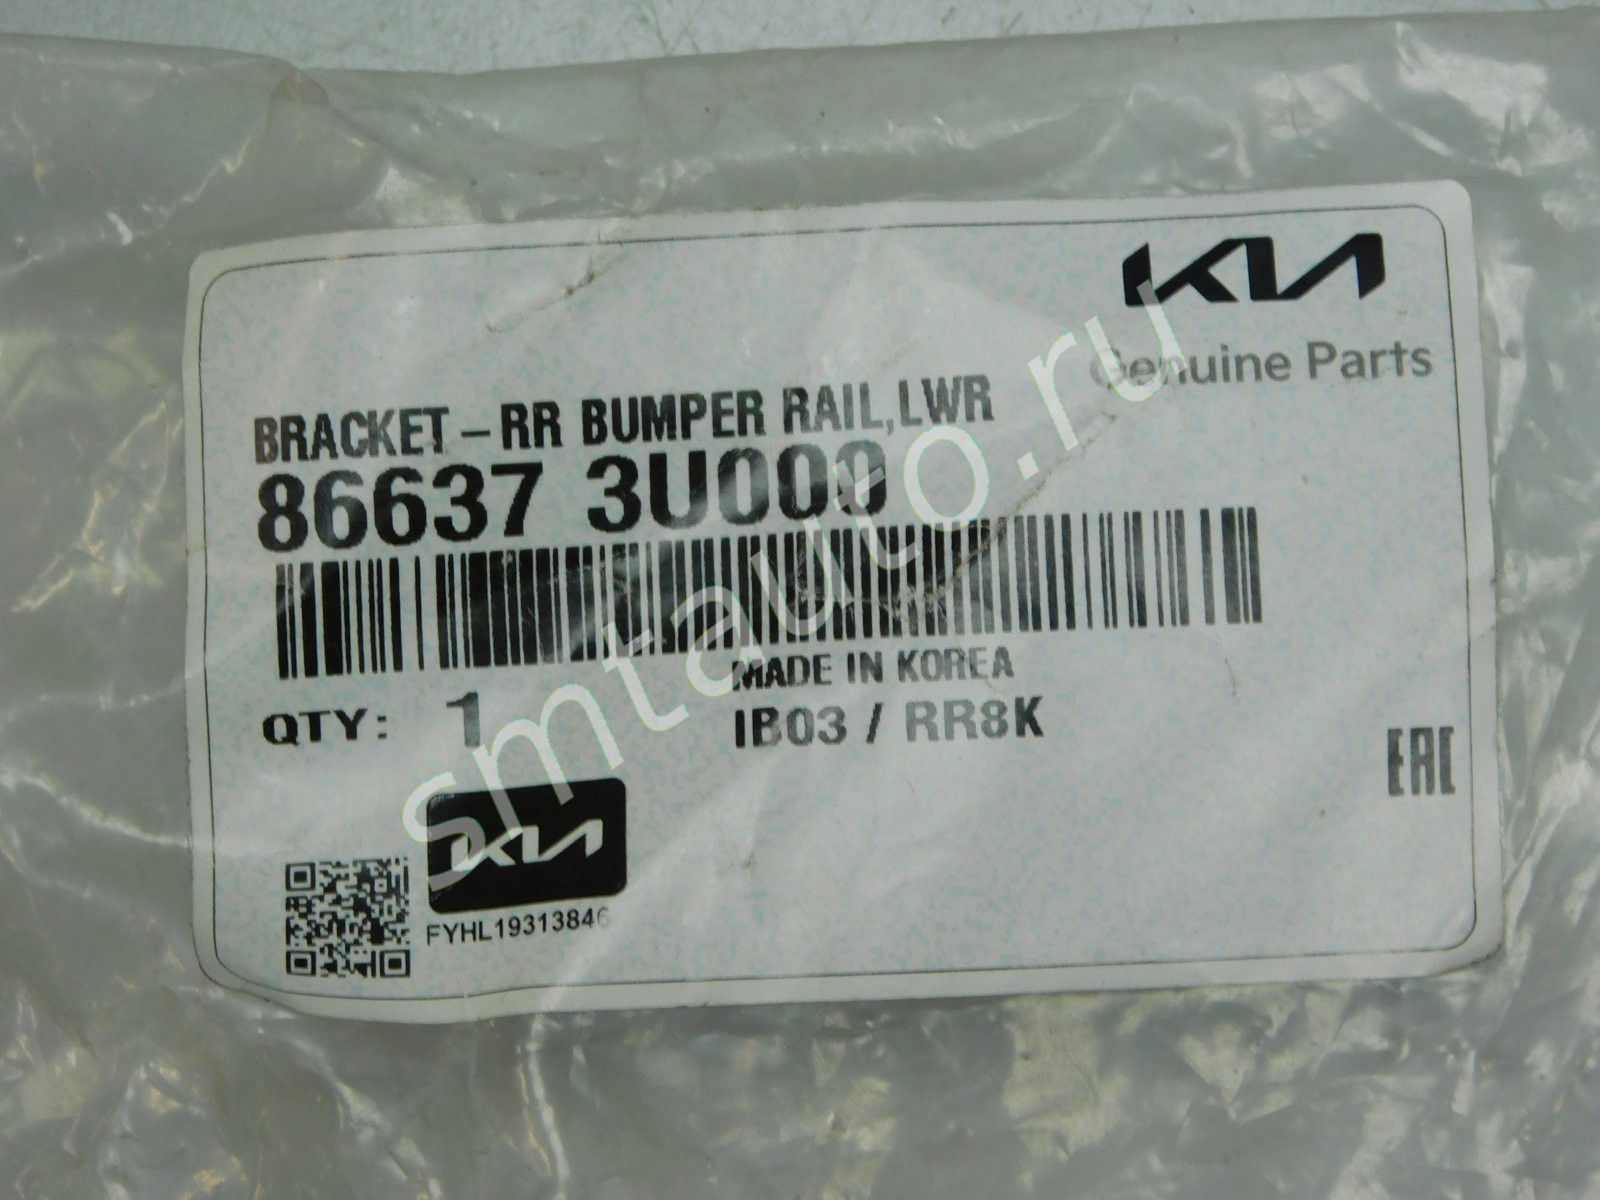 KIA
Genuine Parts
BRACKET-RR BUMPER RAIL,LWR
86637 3U000
MADE IN KOREA
QTY: 1 IB03 / RR8K
EAC
KIA
FYHL19313846
smtauto.ru